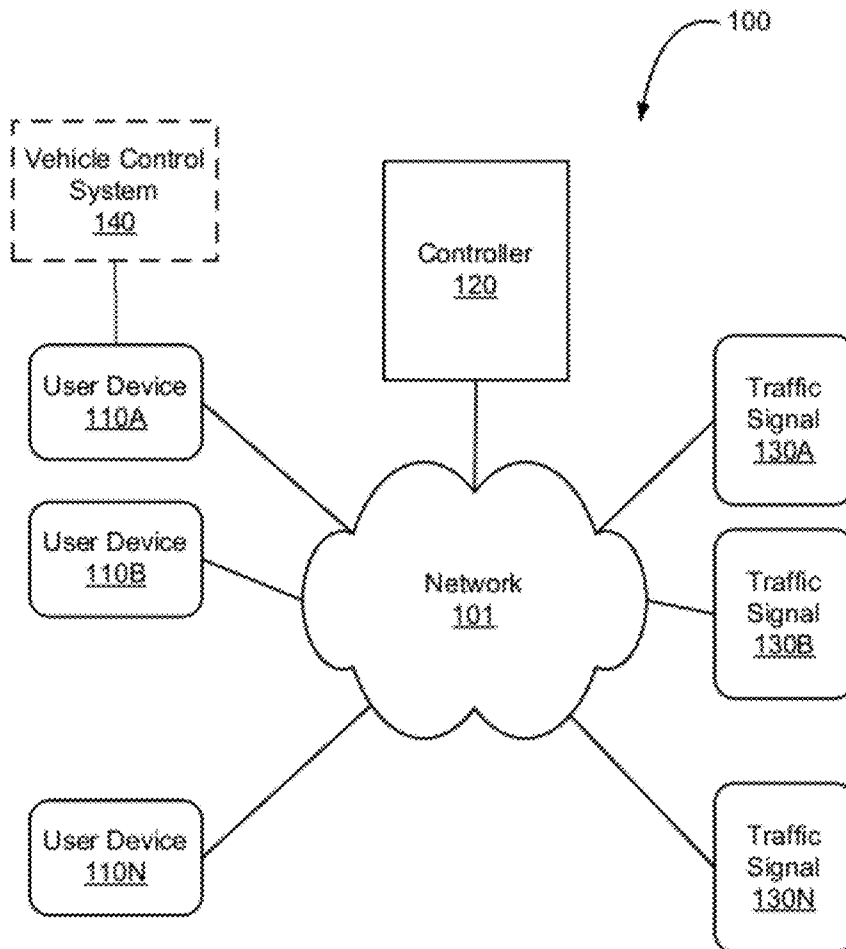 100
Vehicle Control
System
140
Controller
120
User Device
110A
Traffic
Signal
130A
User Device
110B
Network
101
Traffic
Signal
130B
User Device
110N
Traffic
Signal
130N